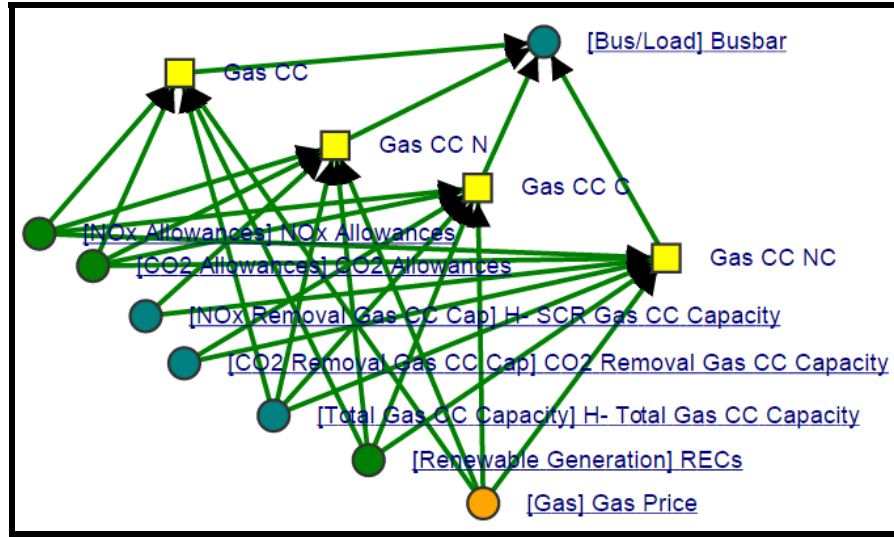 [Bus/Load] Busbar
Gas CC
Gas CC N
Gas CC C
[NOx Allowances] NOx Allowances
Gas CC NC
[CO2 Allowances] CO2 Allowances
[NOx Removal Gas CC Cap] H- SCR Gas CC Capacity
[CO2 Removal Gas CC Cap] CO2 Removal Gas CC Capacity
[Total Gas CC Capacity] H- Total Gas CC Capacity
[Renewable Generation] RECs
[Gas] Gas Price